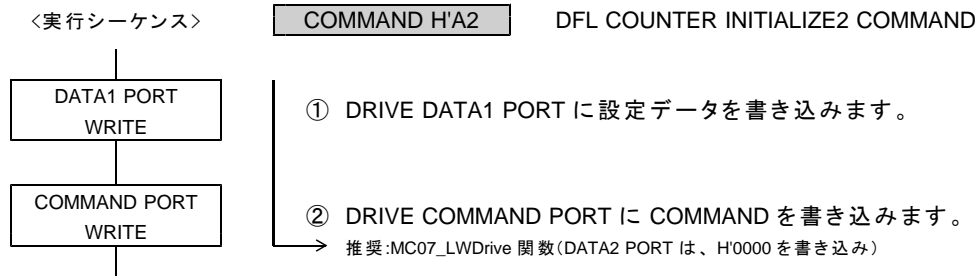 <実行シーケンス> COMMAND H'A2 DFL COUNTER INITIALIZE2 COMMAND
DATA1 PORT
WRITE
① DRIVE DATA1 PORT に設定データを書き込みます。
COMMAND PORT
WRITE
② DRIVE COMMAND PORT に COMMAND を書き込みます。
推奨:MC07_LWDrive 関数(DATA2 PORT は、H'0000 を書き込み)